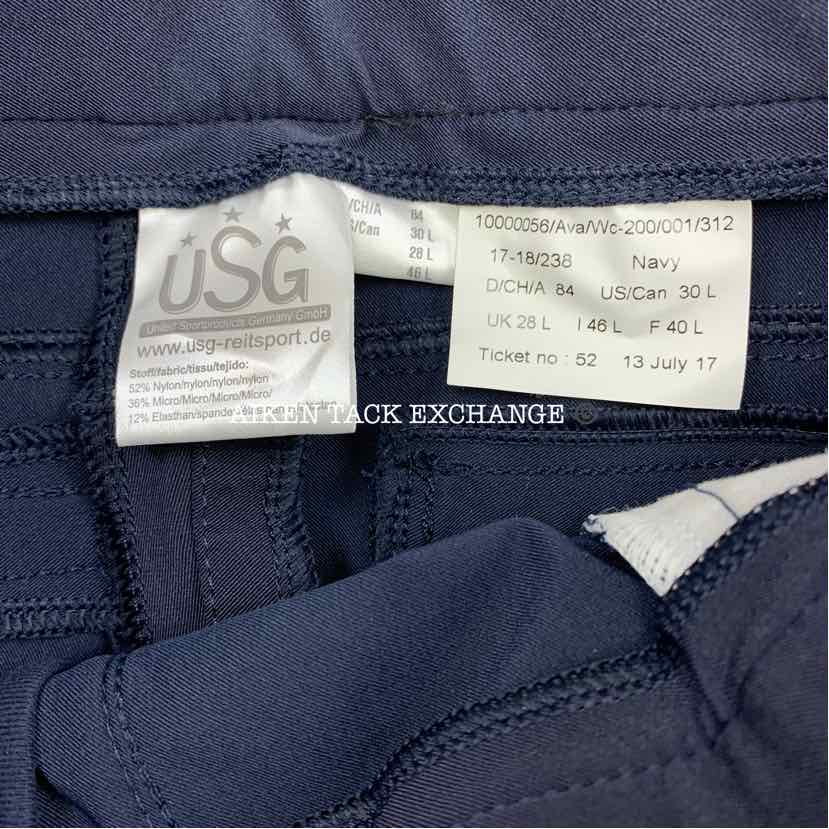 USG
United Sportproducts Germany GmbH
www.usg-reitsport.de
Stoff/fabric/tissu/tejido:
52% Nylon/nylon/nylon/nylon
36% Micro/Micro/Micro/Micro/
12% Elasthan/spandex/
/CH/A 84
S/Can 30 L
28 L
46 L
10000056/Ava/Wc-200/001/312
17-18/238 Navy
D/CH/A 84 US/Can 30 L
UK 28 L I 46 L F 40 L
Ticket no : 52 13 July 17
AIKEN TACK EXCHANGE